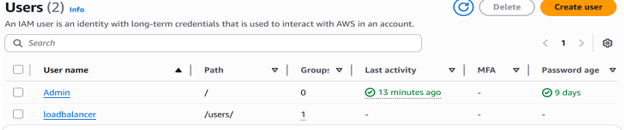 Users (2) Info
Delete
Create user
An IAM user is an identity with long-term credentials that is used to interact with AWS in an account.
Search
1
User name Path Groups Last activity MFA Password age
Admin / 0 13 minutes ago - 9 days
loadbalancer /users/ 1 - - -